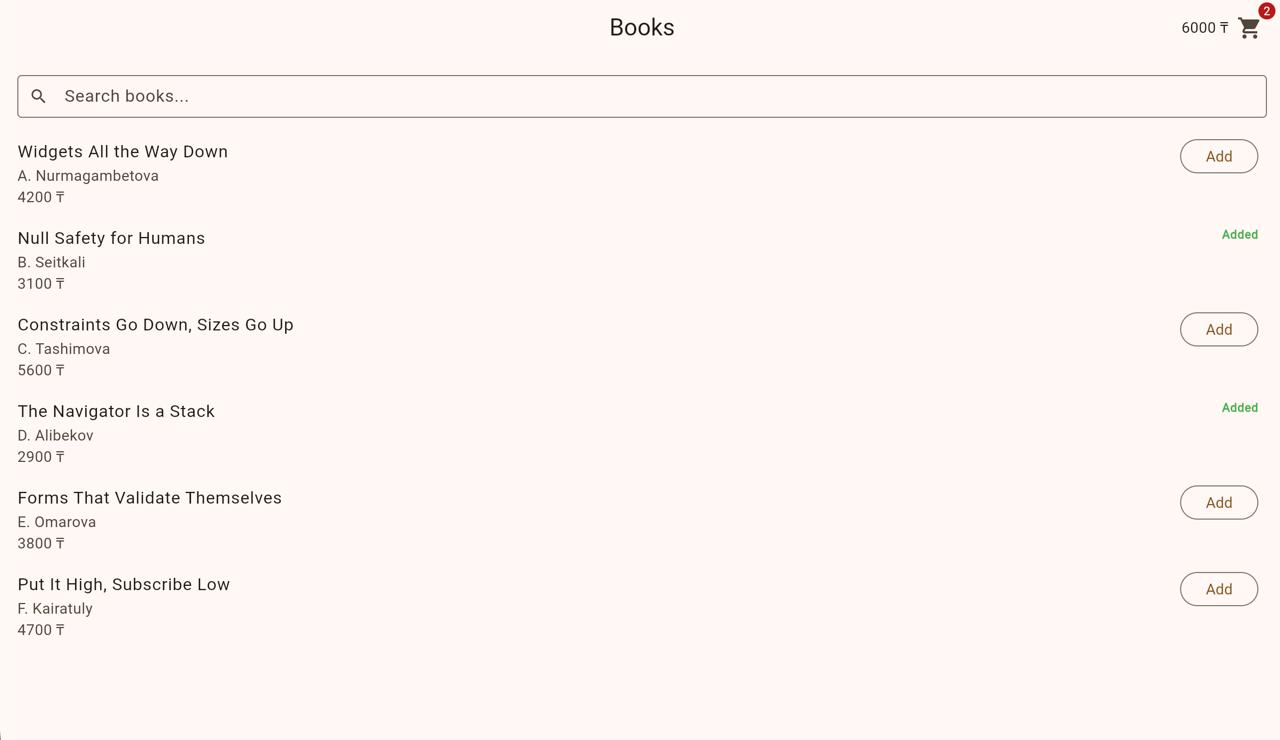 Books
6000 ₸
2
Search books...
Widgets All the Way Down
Add
A. Nurmagambetova
4200 ₸
Null Safety for Humans
Added
B. Seitkali
3100 ₸
Constraints Go Down, Sizes Go Up
Add
C. Tashimova
5600 ₸
The Navigator Is a Stack
Added
D. Alibekov
2900 ₸
Forms That Validate Themselves
Add
E. Omarova
3800 ₸
Put It High, Subscribe Low
Add
F. Kairatuly
4700 ₸